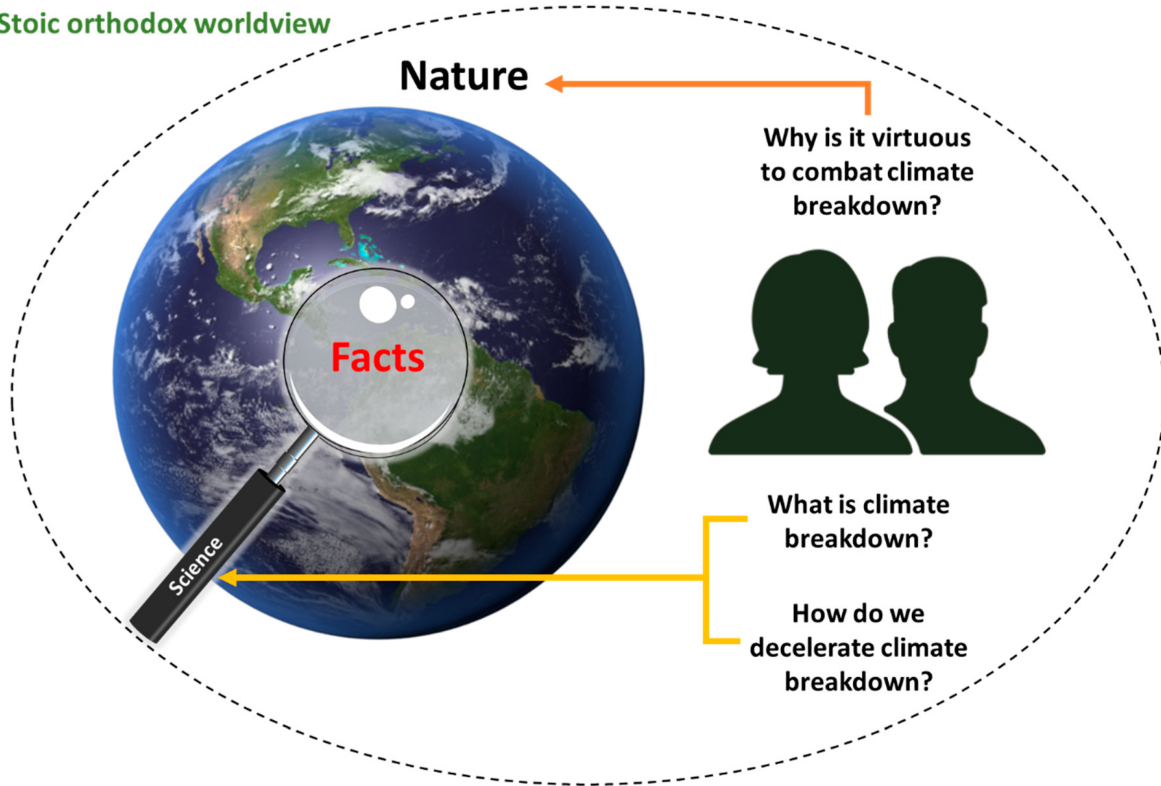 Stoic orthodox worldview
Nature
Why is it virtuous
to combat climate
breakdown?
Facts
Science
What is climate
breakdown?
How do we
decelerate climate
breakdown?